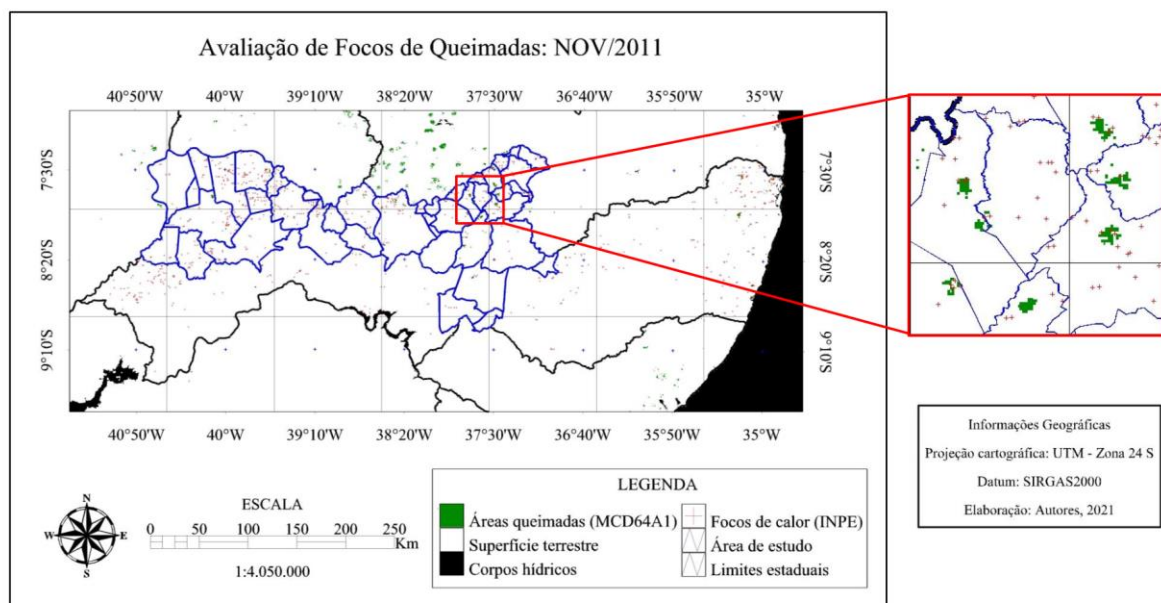 Avaliação de Focos de Queimadas: NOV/2011
40°50'W 40°W 39°10'W 38°20'W 37°30'W 36°40'W 35°50'W 35°W
7°30'S 7°30'S
8°20'S 8°20'S
9°10'S 9°10'S
40°50'W 40°W 39°10'W 38°20'W 37°30'W 36°40'W 35°50'W 35°W
N
W E
S
ESCALA
0 50 100 150 200 250
Km
1:4.050.000
LEGENDA
Áreas queimadas (MCD64A1) Focos de calor (INPE)
Superfície terrestre Área de estudo
Corpos hídricos Limites estaduais
Informações Geográficas
Projeção cartográfica: UTM - Zona 24 S
Datum: SIRGAS2000
Elaboração: Autores, 2021